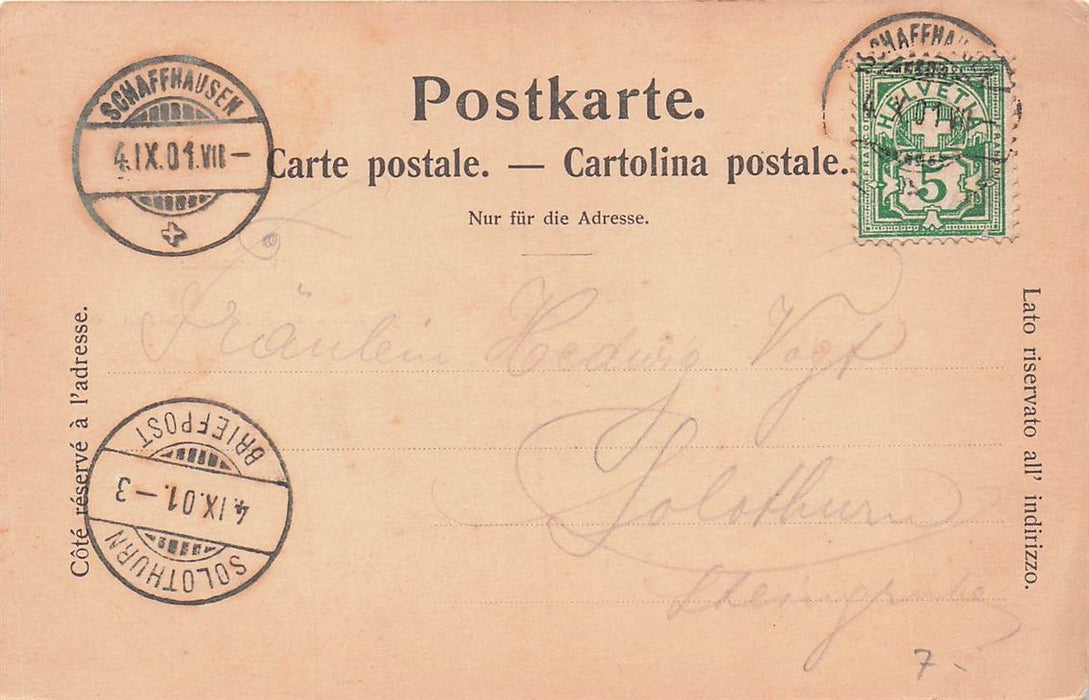 Postkarte.
Carte postale. — Cartolina postale.
Nur für die Adresse.
SCHAFFHAUSEN
4.IX.01.VII–
SCHAFFHAUSEN
HELVETIA
5
Côté réservé à l'adresse.
Lato riservato all' indirizzo.
Fräulein Hedwig Vogt
Solothurn
BRIEFPOST
4.IX.01.–3
SOLOTHURN
7-